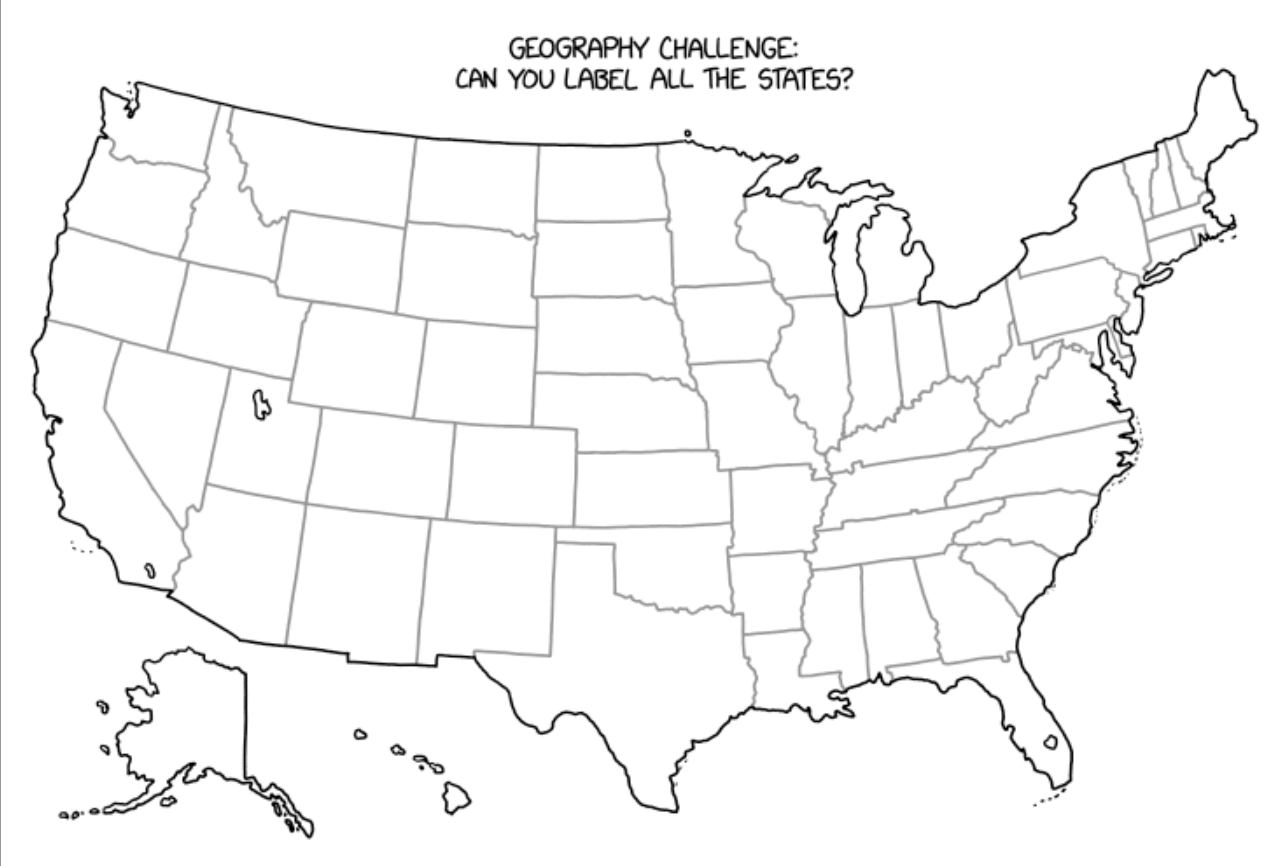 GEOGRAPHY CHALLENGE:
CAN YOU LABEL ALL THE STATES?